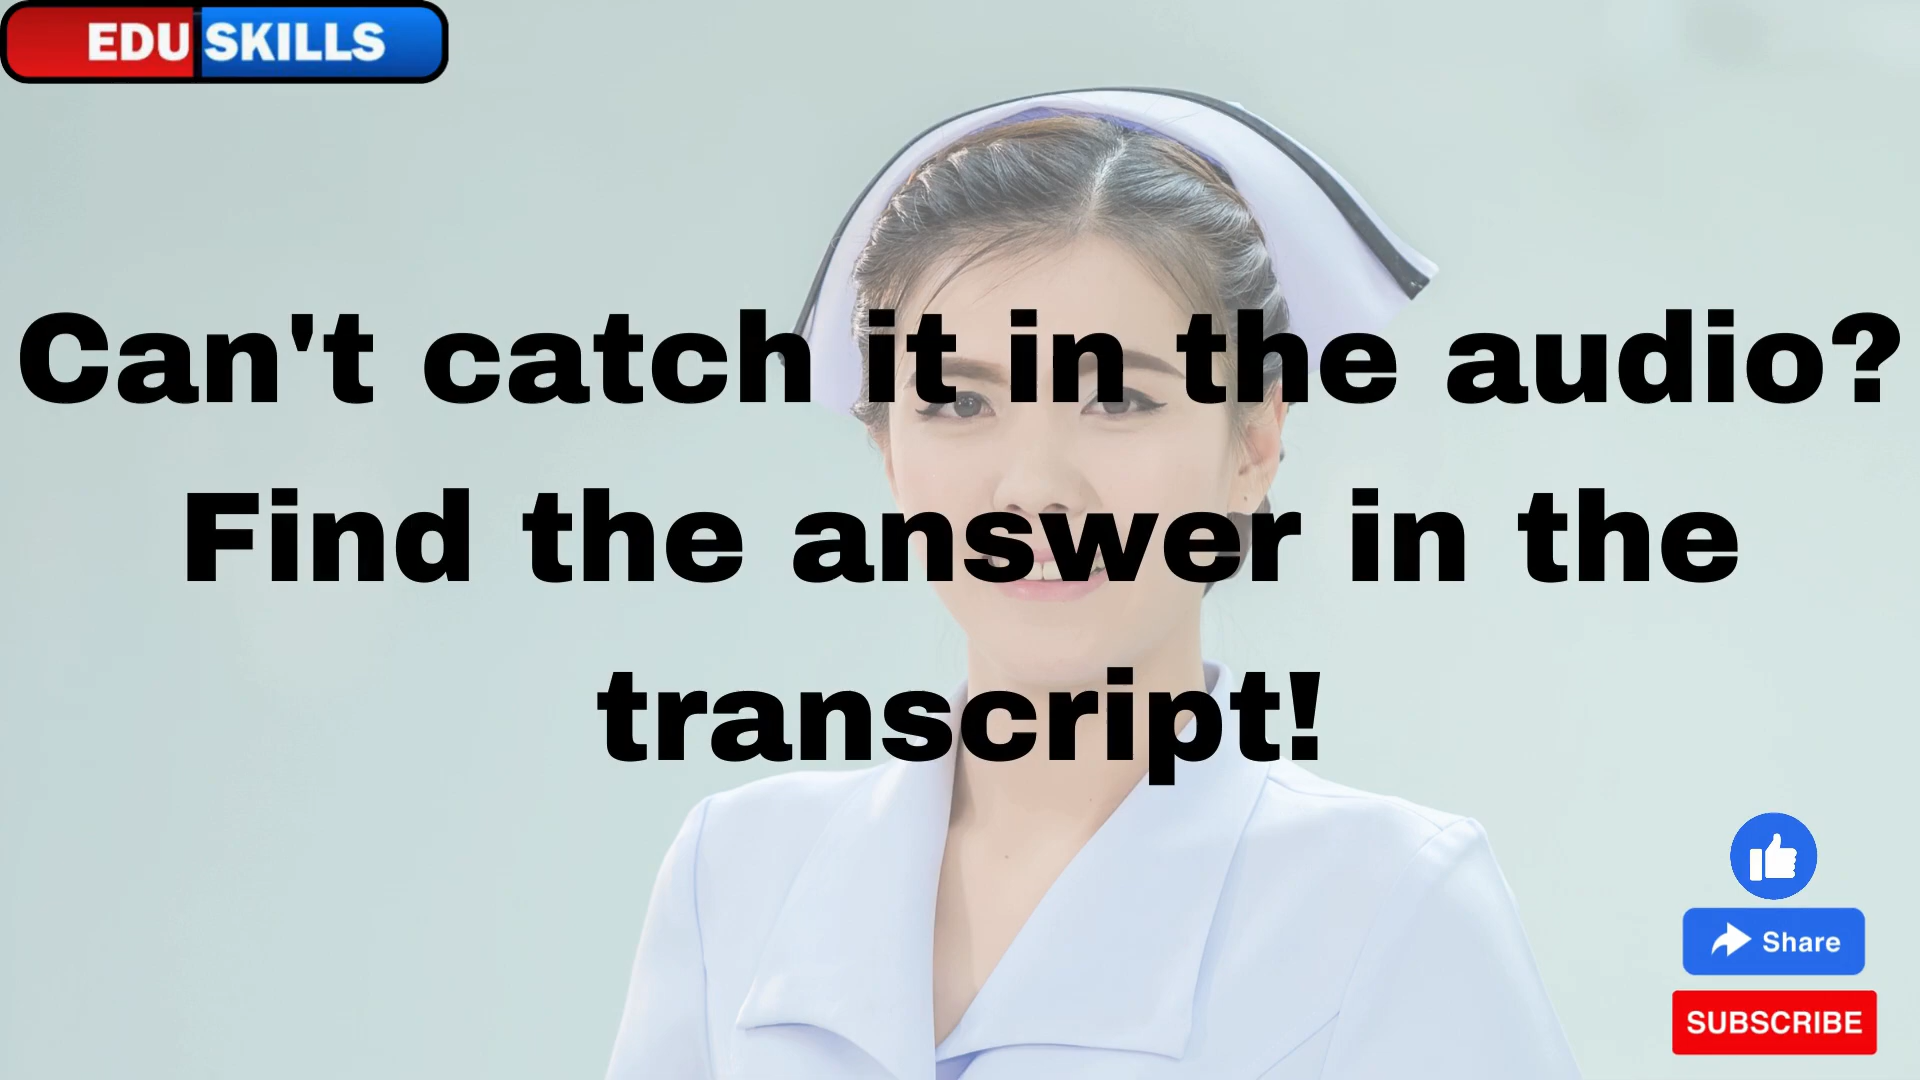 EDU SKILLS
Can't catch it in the audio?
Find the answer in the
transcript!
Share
SUBSCRIBE